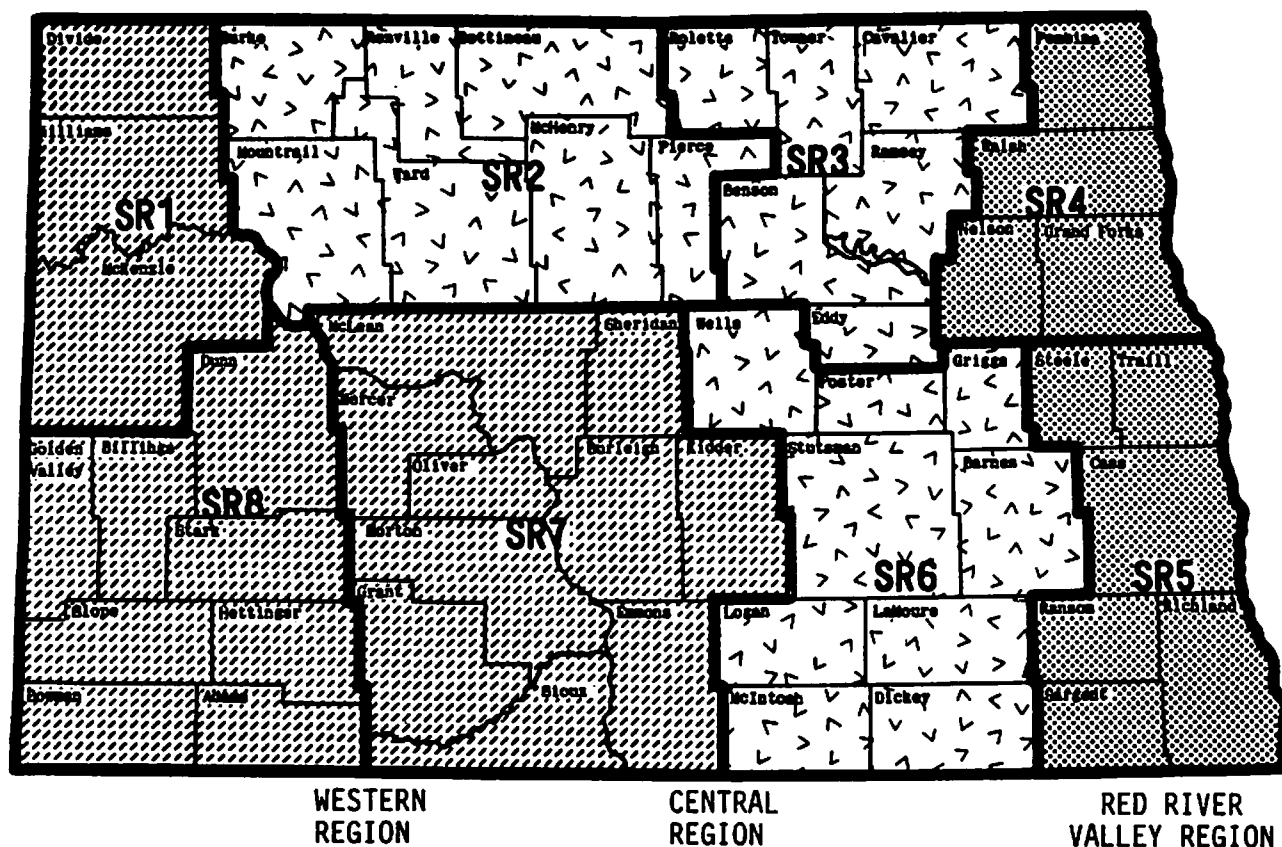 Divide
Burke
Renville
Bottineau
Rolette
Towner
Cavalier
Pembina
Williams
McHenry
Mountrail
Ward
SR2
Pierce
SR3
Ramsey
Walsh
Benson
SR4
SR1
Nelson
Grand Forks
McKenzie
McLean
Sheridan
Wells
Eddy
Dunn
Griggs
Steele
Traill
Foster
Mercer
Golden
Valley
Billings
Oliver
Burleigh
Kidder
Stutsman
Barnes
Cass
SR8
Stark
Morton
SR7
SR6
SR5
Grant
Slope
Hettinger
Emmons
Logan
LaMoure
Ransom
Richland
Bowman
Adams
Sioux
McIntosh
Dickey
Sargent
WESTERN
REGION
CENTRAL
REGION
RED RIVER
VALLEY REGION